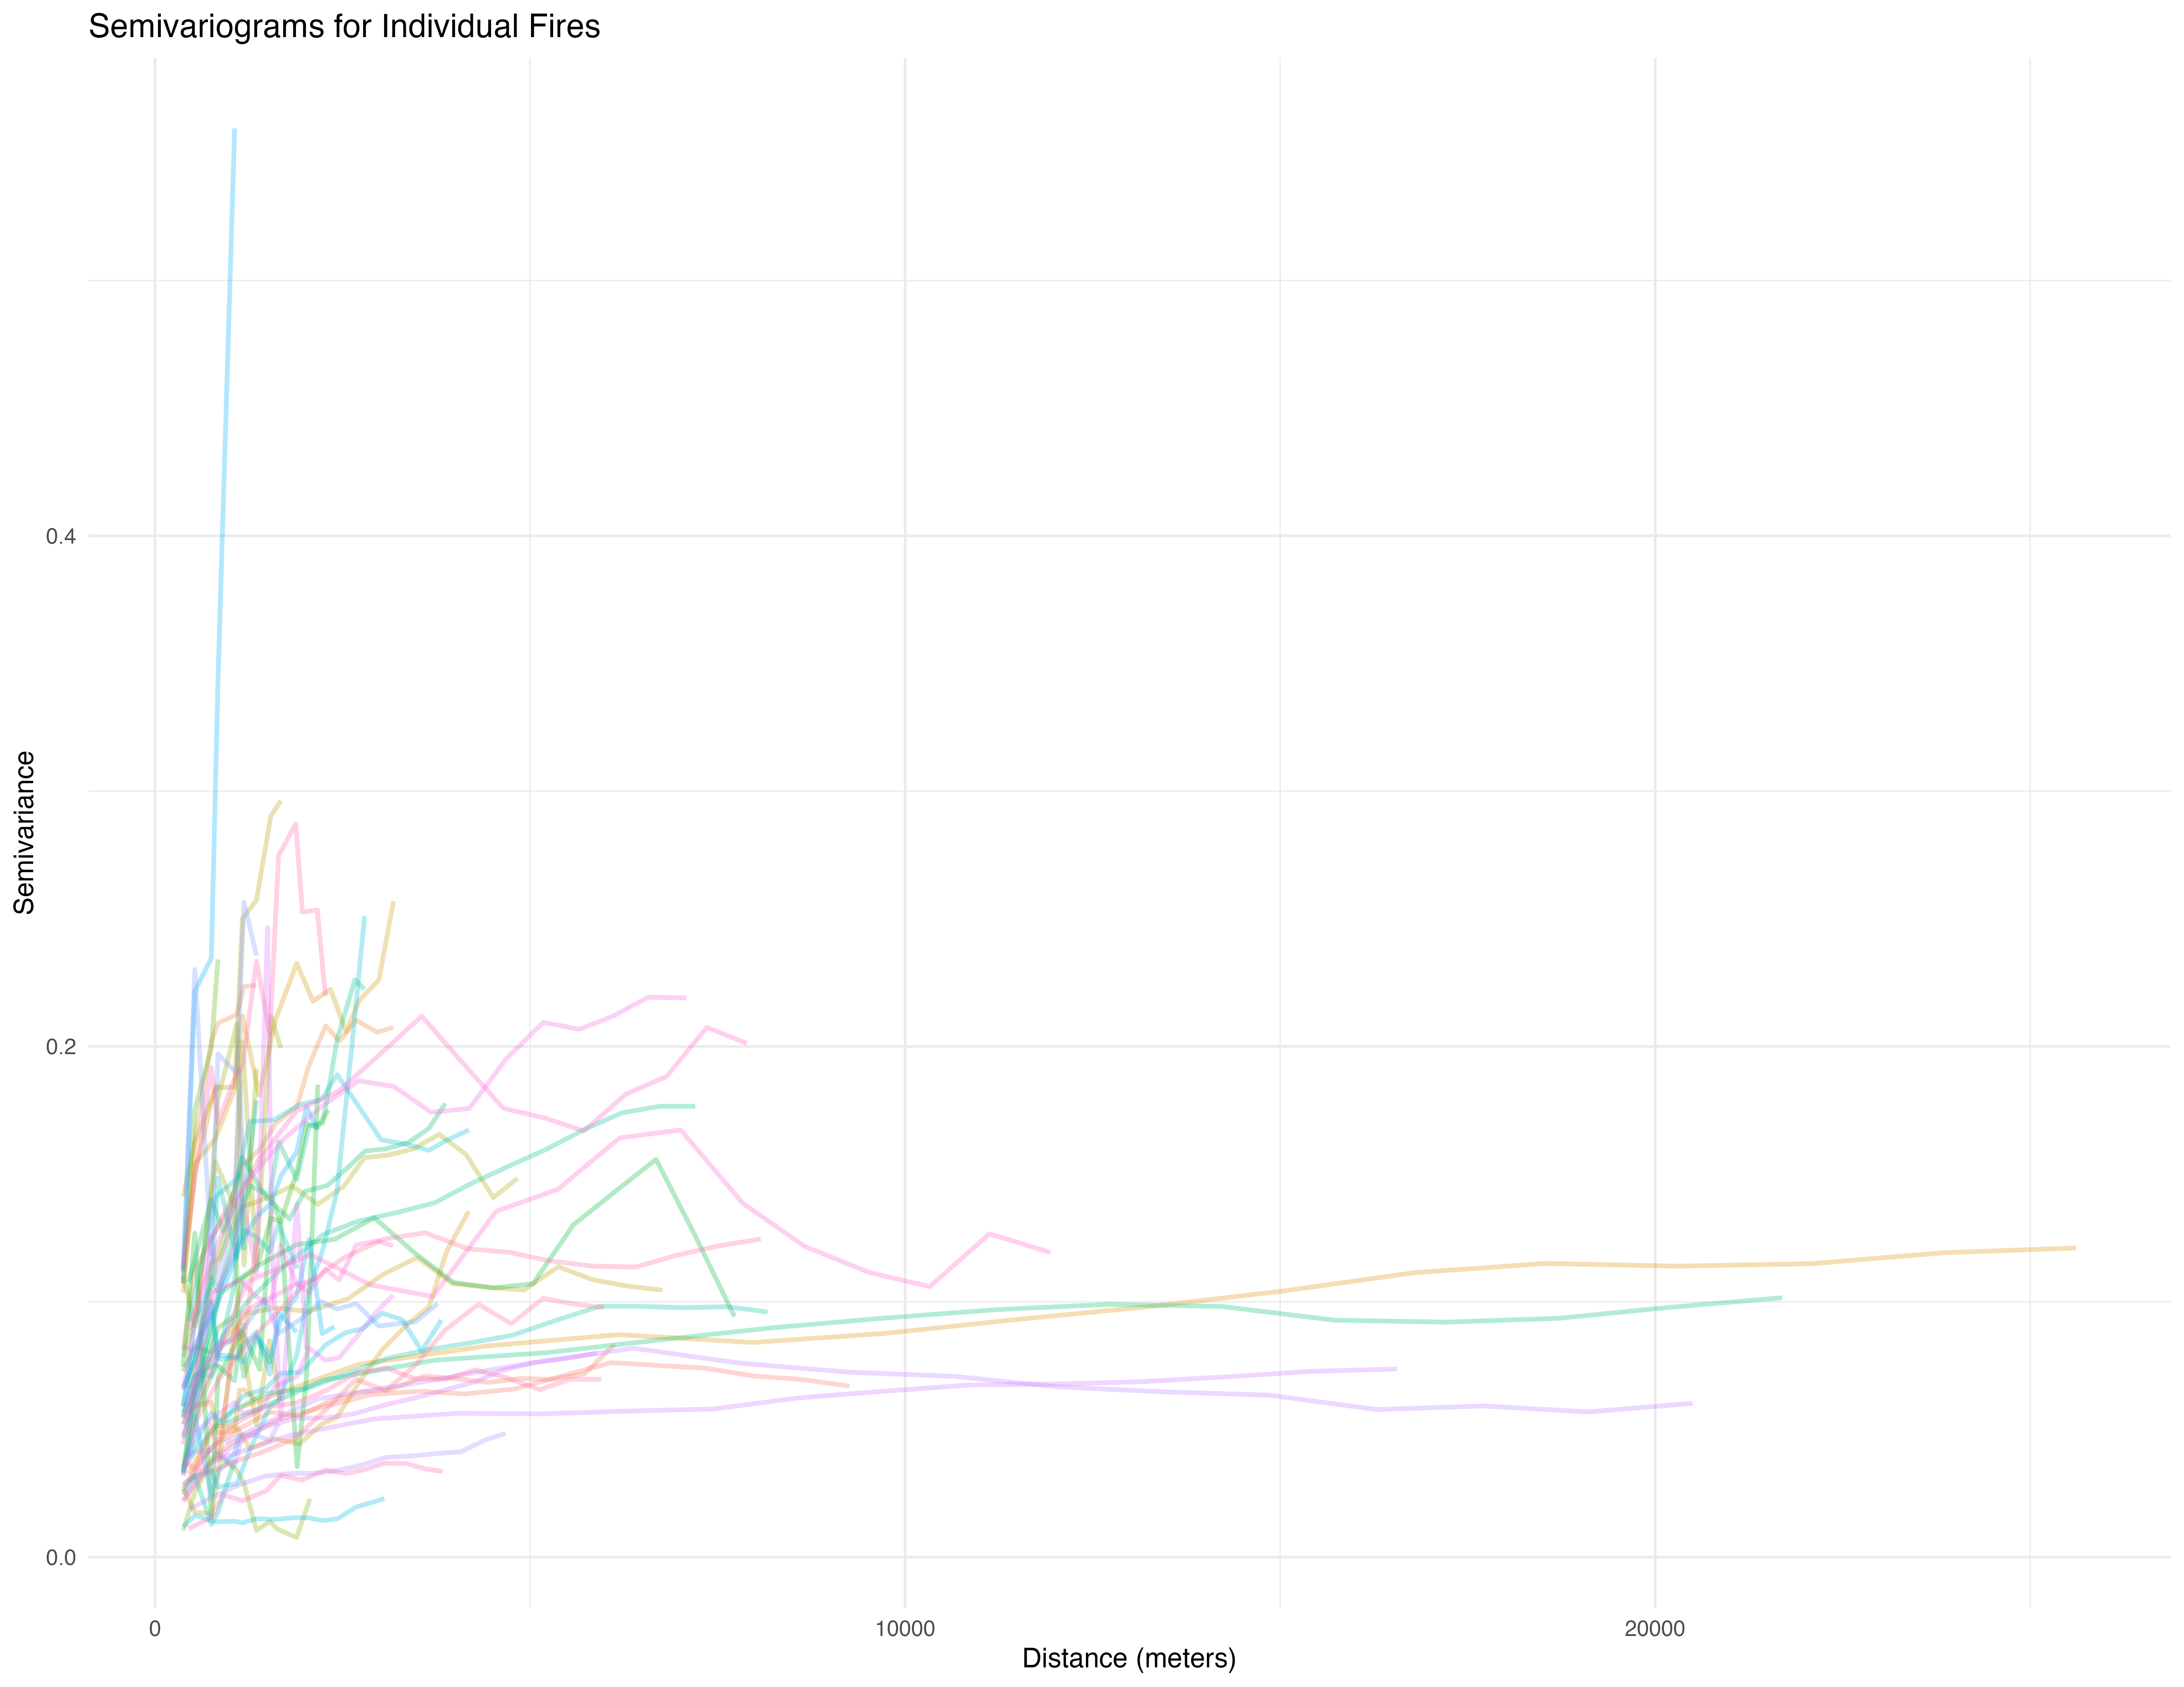 Semivariograms for Individual Fires
Semivariance
0.4
0.2
0.0
0
10000
20000
Distance (meters)